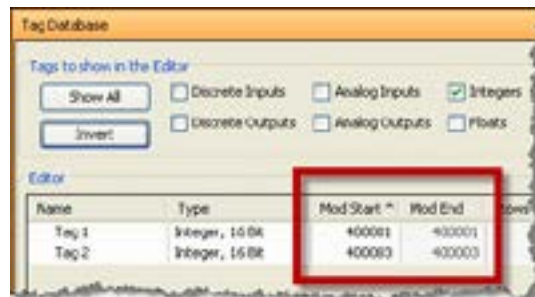 Tag Database
Tags to show in the Editor
Show All Discrete Inputs Analog Inputs Integers
Invert Discrete Outputs Analog Outputs Floats
Editor
Name Type Mod Start Mod End
Tag 1 Integer, 16 Bit 400001 400001
Tag 2 Integer, 16 Bit 400003 400003